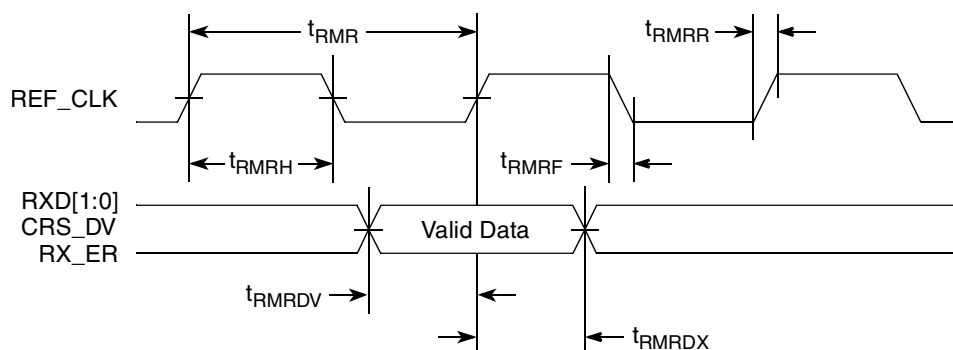 tRMR
tRMRR
REF_CLK
tRMRH
tRMRF
RXD[1:0]
CRS_DV
Valid Data
RX_ER
tRMRDV
tRMRDX